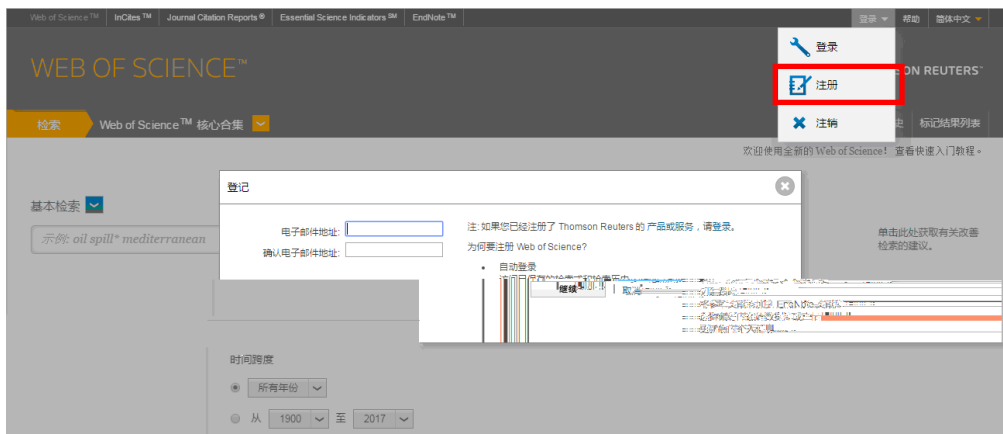 Web of Science™ InCites™ Journal Citation Reports® Essential Science Indicators℠ EndNote™ 登录 帮助 简体中文
登录
WEB OF SCIENCE™
ON REUTERS™
注册
检索 Web of Science™ 核心合集 注销 史 标记结果列表
欢迎使用全新的 Web of Science! 查看快速入门教程。
登记
基本检索
电子邮件地址: 注: 如果您已经注册了 Thomson Reuters 的 产品或服务，请登录。
示例: oil spill* mediterranean 单击此处获取有关改善
检索的建议。
确认电子邮件地址: 为何要注册 Web of Science?
自动登录
继续 | 取消
时间跨度
所有年份
从 1900 至 2017